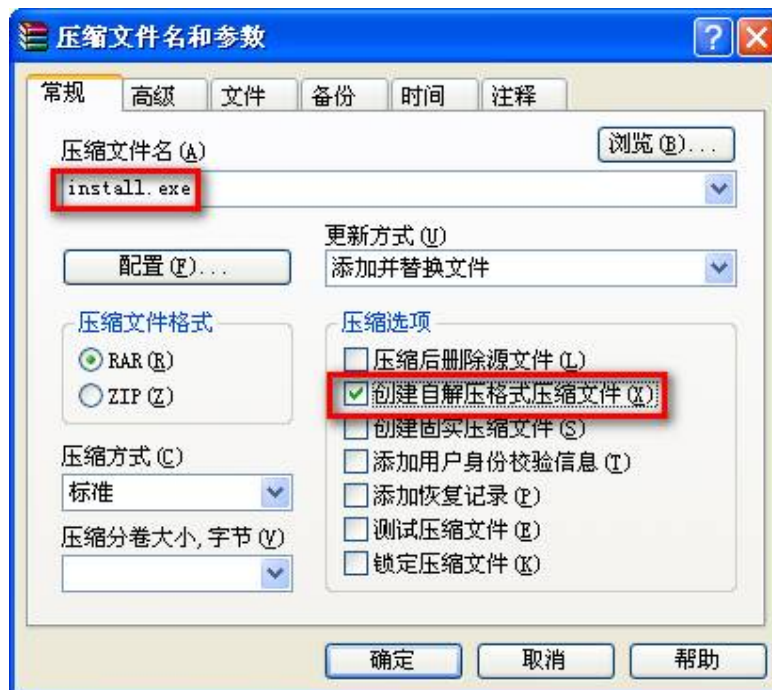 压缩文件名和参数
常规 高级 文件 备份 时间 注释
压缩文件名(A)
浏览(B)...
install.exe
配置(F)...
更新方式(U)
添加并替换文件
压缩文件格式
RAR(R)
ZIP(Z)
压缩方式(C)
标准
压缩分卷大小,字节(V)
压缩选项
压缩后删除源文件(L)
创建自解压格式压缩文件(X)
创建固实压缩文件(S)
添加用户身份校验信息(T)
添加恢复记录(P)
测试压缩文件(E)
锁定压缩文件(K)
确定 取消 帮助